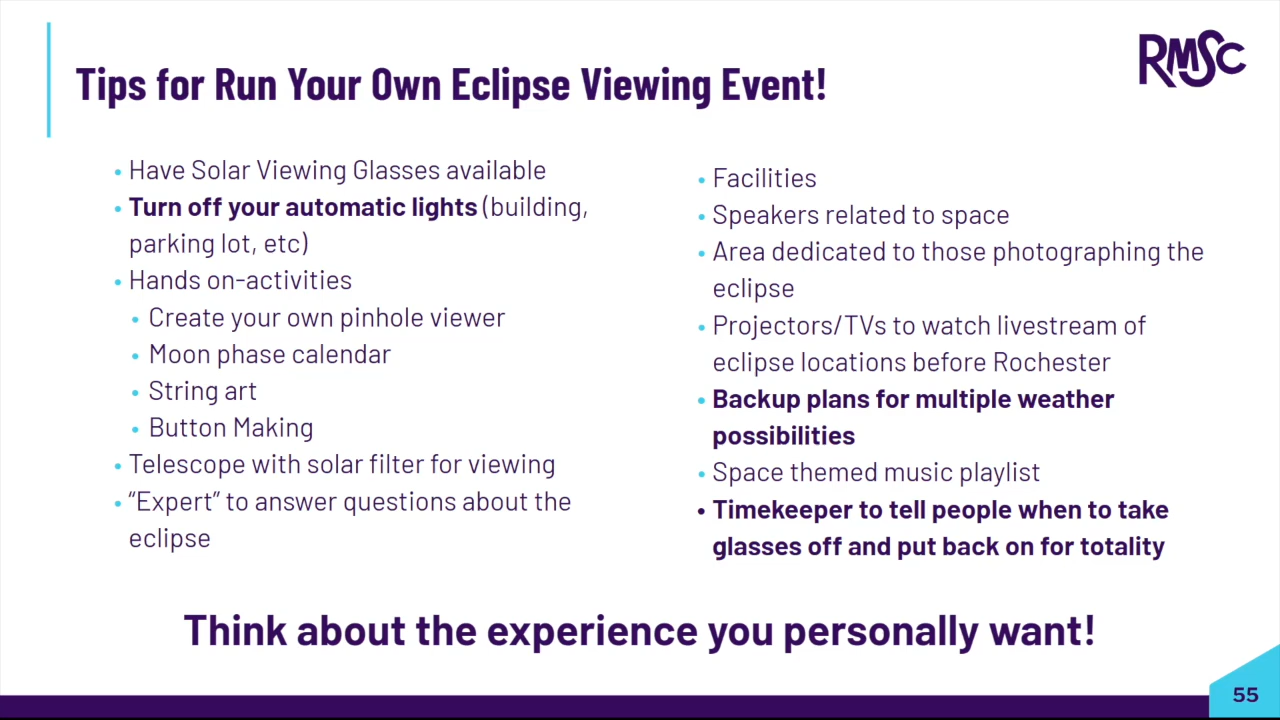 RMSC
Tips for Run Your Own Eclipse Viewing Event!
• Have Solar Viewing Glasses available
• Turn off your automatic lights (building,
parking lot, etc)
• Hands on-activities
• Create your own pinhole viewer
• Moon phase calendar
• String art
• Button Making
• Telescope with solar filter for viewing
• “Expert” to answer questions about the
eclipse
• Facilities
• Speakers related to space
• Area dedicated to those photographing the
eclipse
• Projectors/TVs to watch livestream of
eclipse locations before Rochester
• Backup plans for multiple weather
possibilities
• Space themed music playlist
• Timekeeper to tell people when to take
glasses off and put back on for totality
Think about the experience you personally want!
55